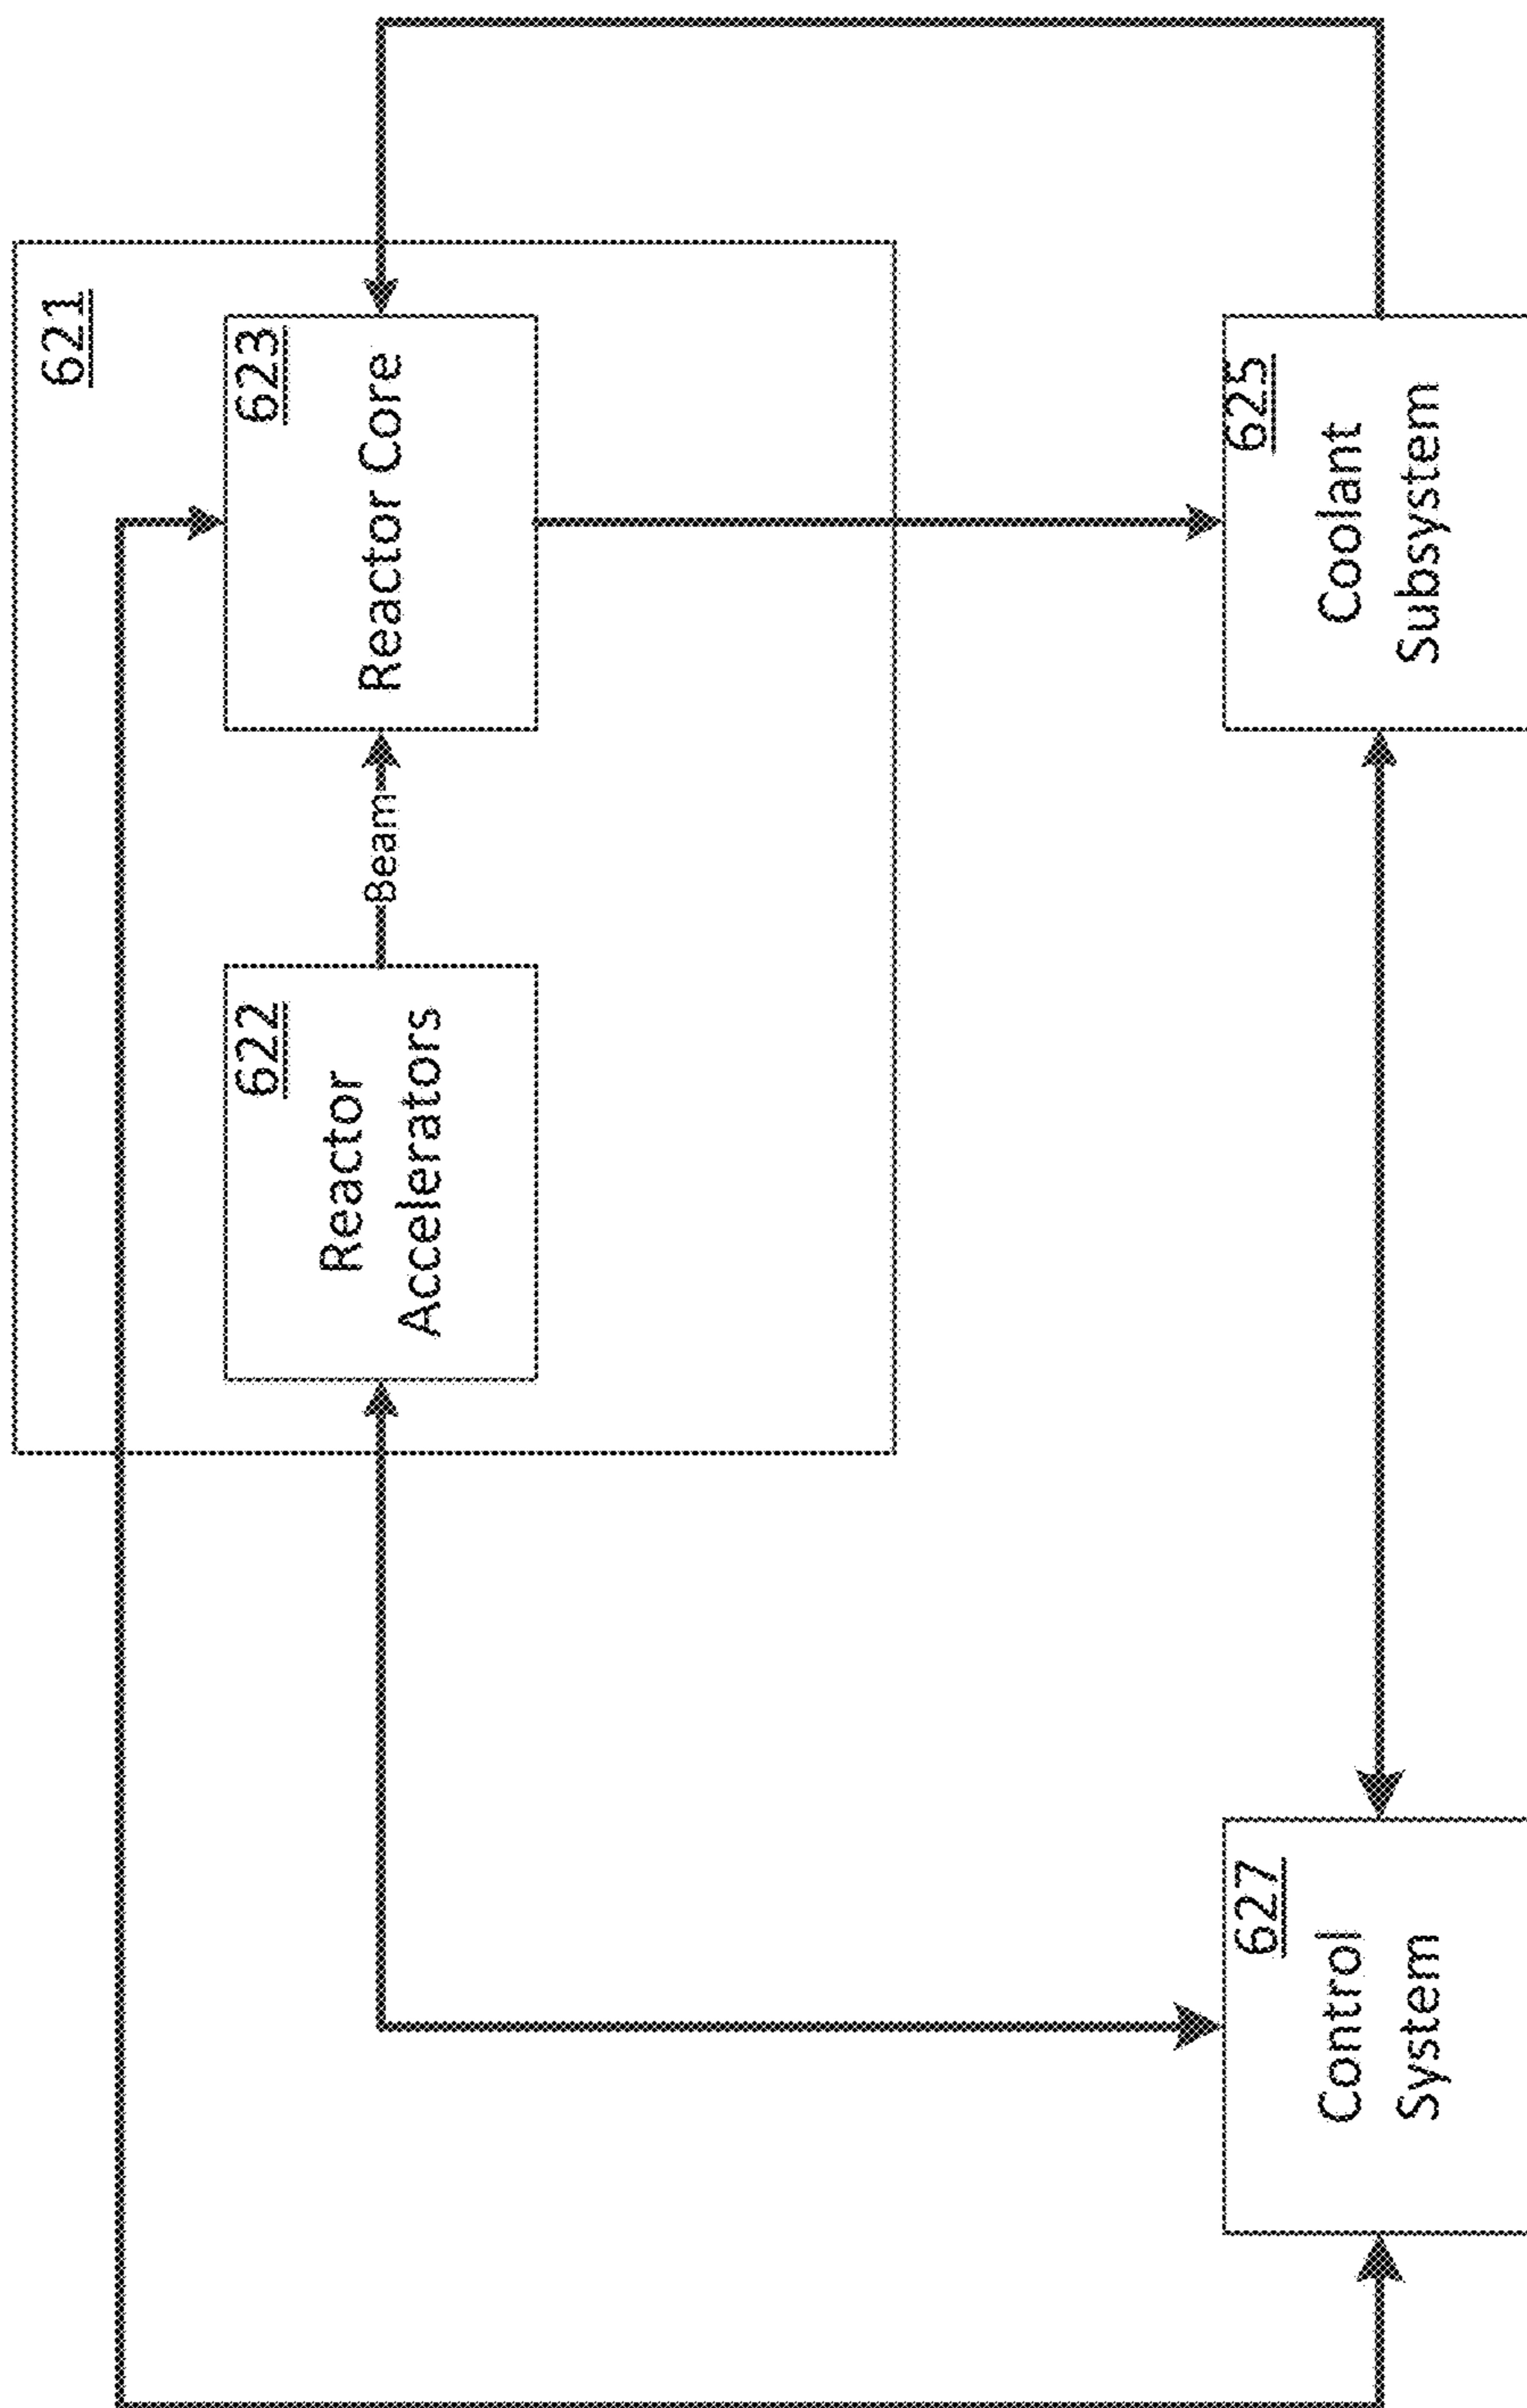 621
622
Reactor
Accelerators
Beam
623
Reactor Core
627
Control
System
625
Coolant
Subsystem